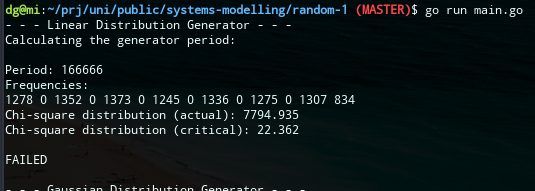 dg@mi:~/prj/uni/public/systems-modelling/random-1 (MASTER)$ go run main.go
- - - Linear Distribution Generator - - -
Calculating the generator period:
Period: 166666
Frequencies:
1278 0 1352 0 1373 0 1245 0 1336 0 1275 0 1307 834
Chi-square distribution (actual): 7794.935
Chi-square distribution (critical): 22.362
FAILED
- - - Gaussian Distribution Generator - - -